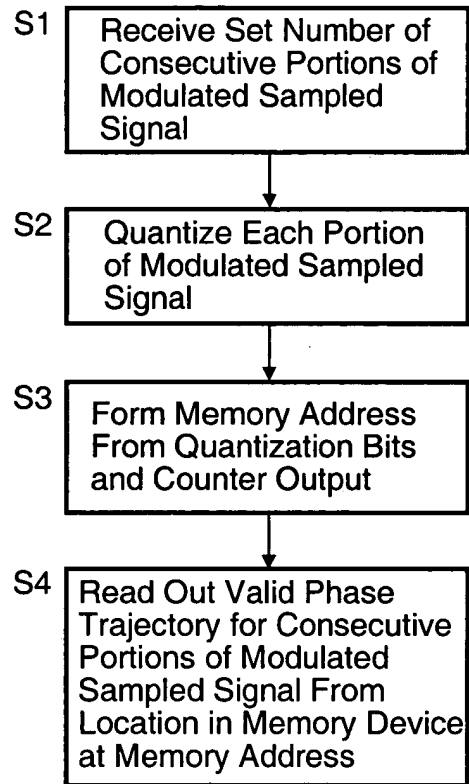 S1
Receive Set Number of
Consecutive Portions of
Modulated Sampled
Signal
S2
Quantize Each Portion
of Modulated Sampled
Signal
S3
Form Memory Address
From Quantization Bits
and Counter Output
S4
Read Out Valid Phase
Trajectory for Consecutive
Portions of Modulated
Sampled Signal From
Location in Memory Device
at Memory Address